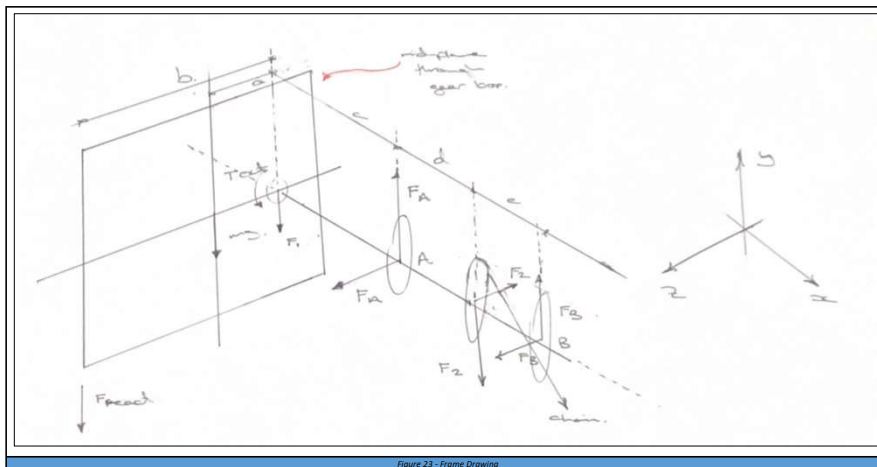 mid-plane
through
gear box.
b.
a
c
d
e
Tout
mg
F1
FA
A
FA
F2
F2
FB
B
FB
chain.
Freact
y
z
x
Figure 23 - Frame Drawing